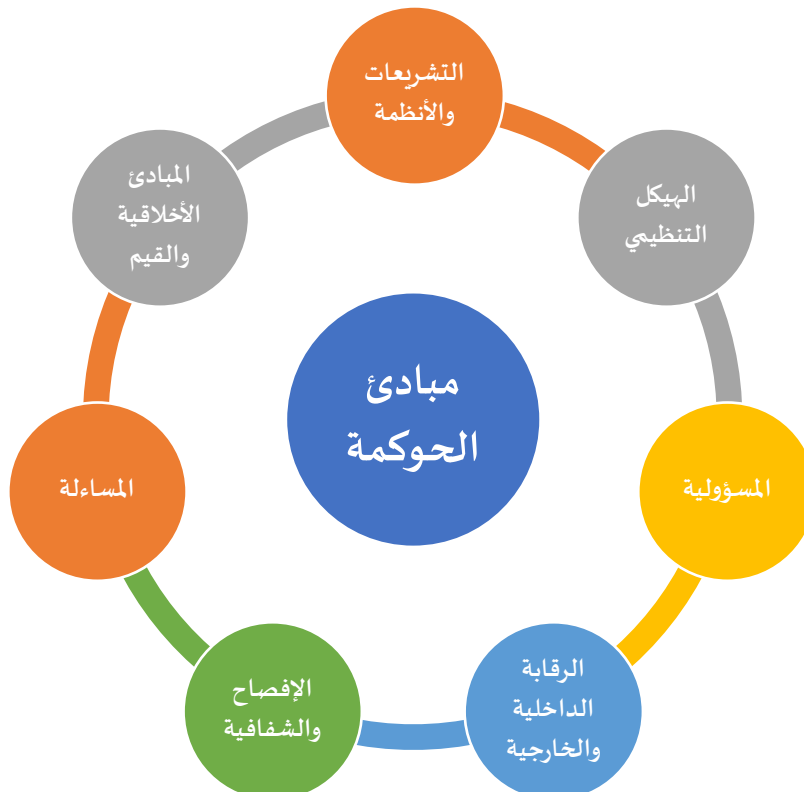 التشريعات
والأنظمة
الهيكل
التنظيمي
المسؤولية
الرقابة
الداخلية
والخارجية
الإفصاح
والشفافية
المساءلة
المبادئ
الأخلاقية
والقيم
مبادئ
الحوكمة